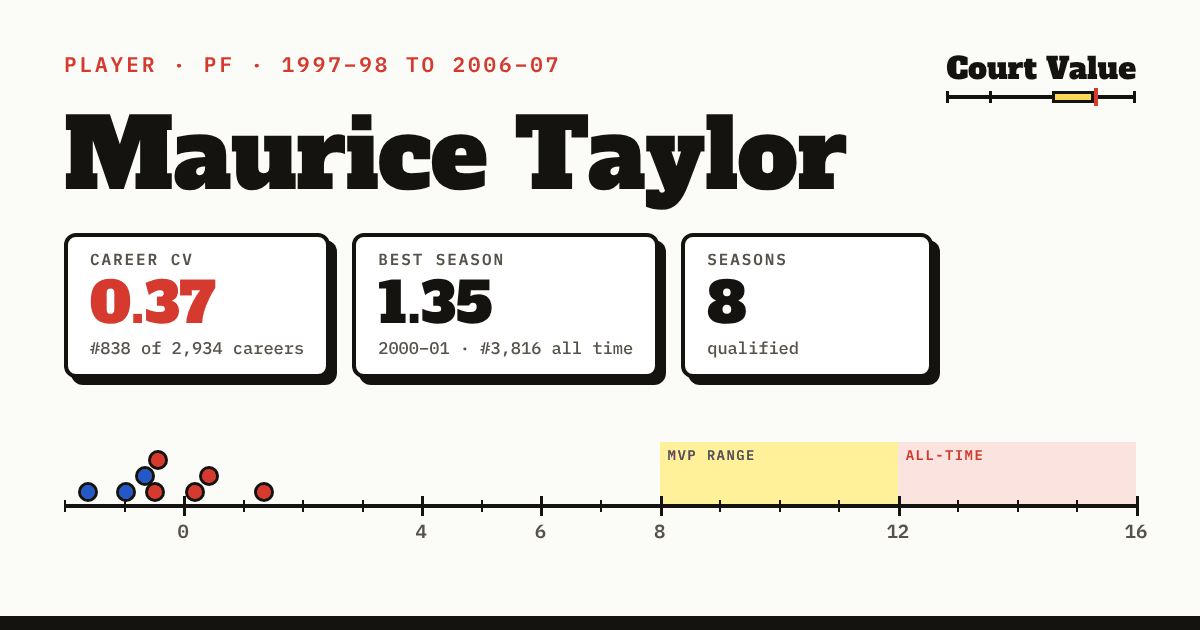 PLAYER · PF · 1997–98 TO 2006–07
Court Value
Maurice Taylor
CAREER CV
0.37
#838 of 2,934 careers
BEST SEASON
1.35
2000–01 · #3,816 all time
SEASONS
8
qualified
MVP RANGE
ALL-TIME
0
4
6
8
12
16